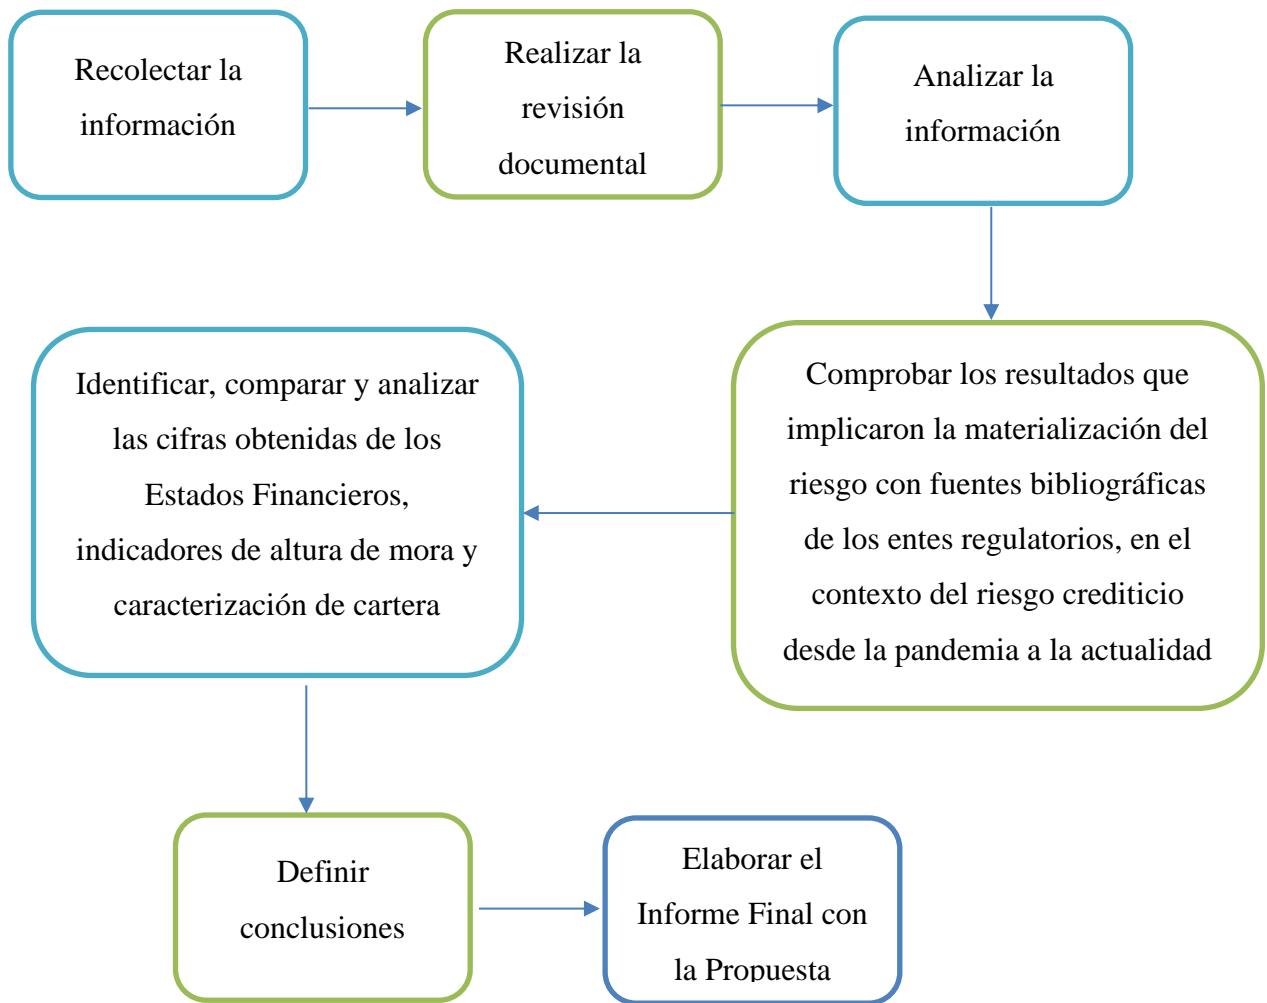 Recolectar la
información
Realizar la
revisión
documental
Analizar la
información
Comprobar los resultados que
implicaron la materialización del
riesgo con fuentes bibliográficas
de los entes regulatorios, en el
contexto del riesgo crediticio
desde la pandemia a la actualidad
Identificar, comparar y analizar
las cifras obtenidas de los
Estados Financieros,
indicadores de altura de mora y
caracterización de cartera
Definir
conclusiones
Elaborar el
Informe Final con
la Propuesta